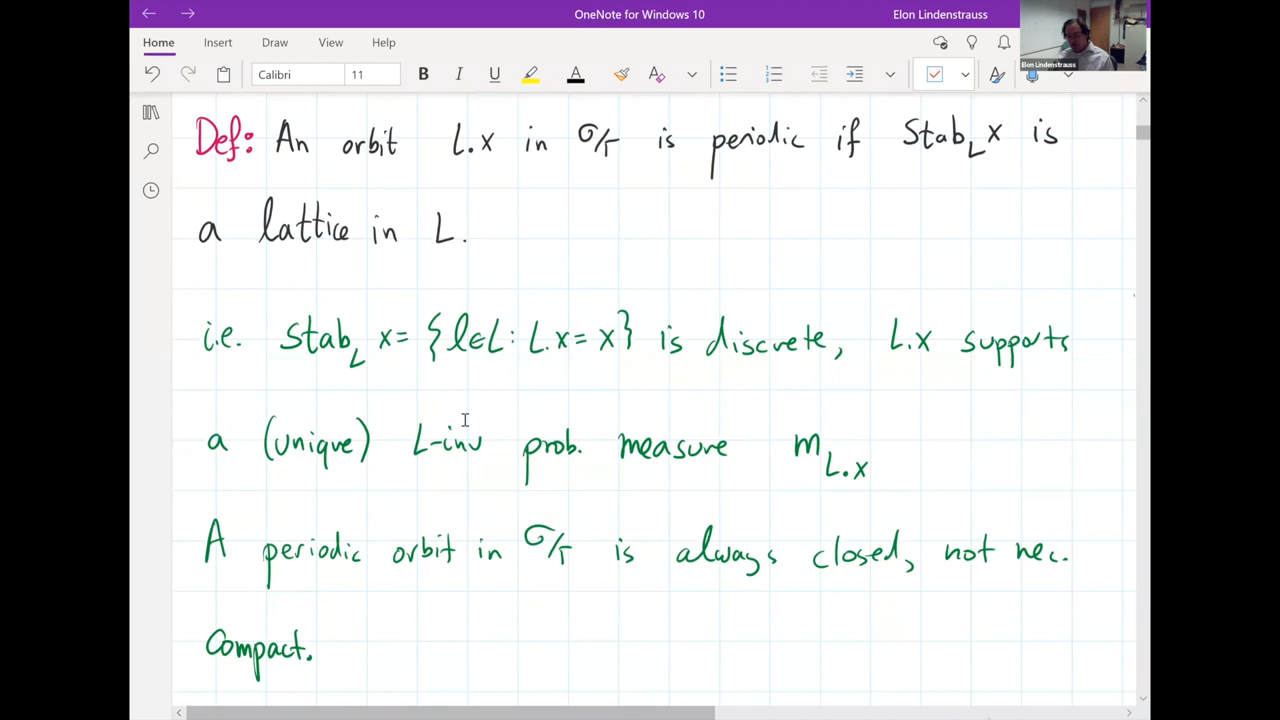 OneNote for Windows 10
Elon Lindenstrauss
Home Insert Draw View Help
Elon Lindenstrauss
Calibri 11 B I U A
Def: An orbit L.x in G/Γ is periodic if Stab_L x is
a lattice in L.
i.e. Stab_L x = {l∈L: L.x = x} is discrete, L.x supports
a (unique) L-inv prob. measure m_L.x
A periodic orbit in G/Γ is always closed, not nec.
Compact.